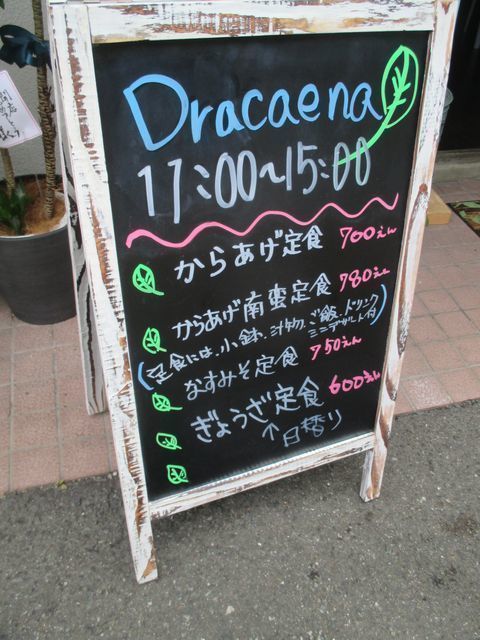 Dracaena
11:00~15:00
からあげ定食 700えん
からあげ南蛮定食 780えん
(定食には、小鉢、汁物、ご飯、ドリンク
ミニデザート付)
なすみそ定食 750えん
ぎょうざ定食 600えん
↑日替り